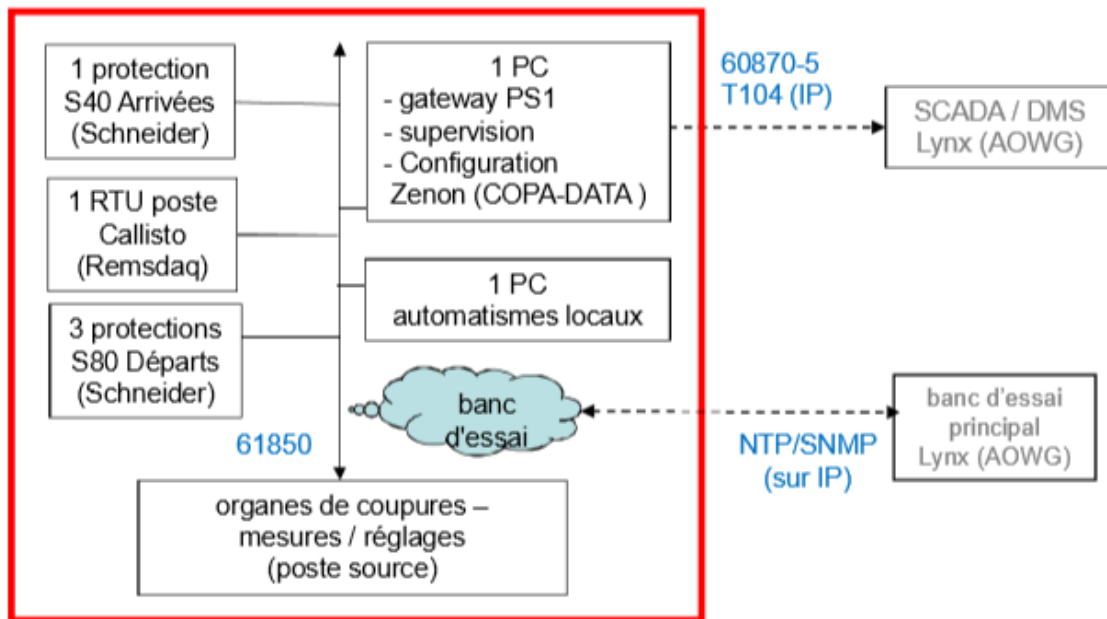 1 protection
S40 Arrivées
(Schneider)
1 PC
- gateway PS1
- supervision
- Configuration
Zenon (COPA-DATA )
60870-5
T104 (IP)
SCADA / DMS
Lynx (AOWG)
1 RTU poste
Callisto
(Remsdaq)
1 PC
automatismes locaux
3 protections
S80 Départs
(Schneider)
banc
d'essai
61850
NTP/SNMP
(sur IP)
banc d'essai
principal
Lynx (AOWG)
organes de coupures –
mesures / réglages
(poste source)